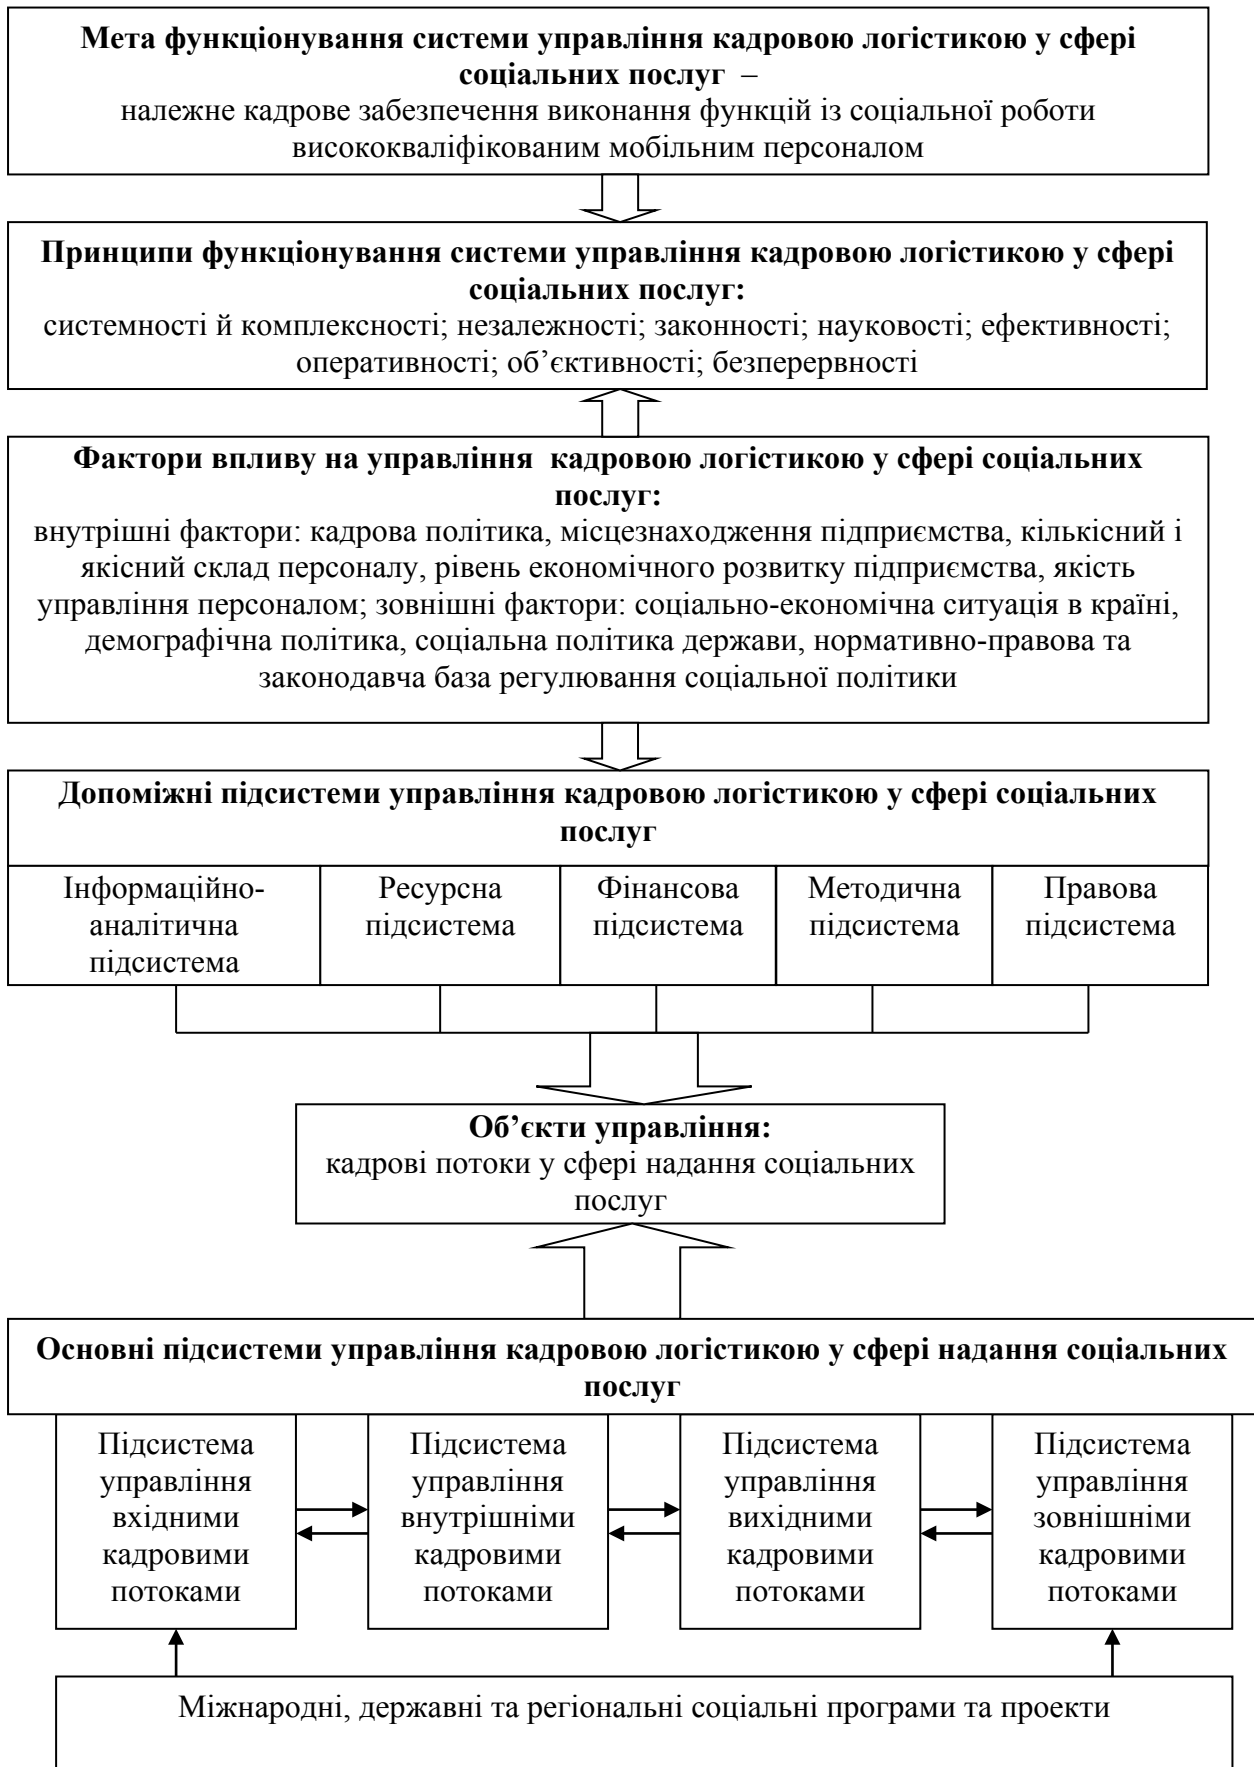 Мета функціонування системи управління кадровою логістикою у сфері
соціальних послуг –
належне кадрове забезпечення виконання функцій із соціальної роботи
висококваліфікованим мобільним персоналом
Принципи функціонування системи управління кадровою логістикою у сфері
соціальних послуг:
системності й комплексності; незалежності; законності; науковості; ефективності;
оперативності; об’єктивності; безперервності
Фактори впливу на управління кадровою логістикою у сфері соціальних
послуг:
внутрішні фактори: кадрова політика, місцезнаходження підприємства, кількісний і
якісний склад персоналу, рівень економічного розвитку підприємства, якість
управління персоналом; зовнішні фактори: соціально-економічна ситуація в країні,
демографічна політика, соціальна політика держави, нормативно-правова та
законодавча база регулювання соціальної політики
Допоміжні підсистеми управління кадровою логістикою у сфері соціальних
послуг
Інформаційно-
аналітична
підсистема
Ресурсна
підсистема
Фінансова
підсистема
Методична
підсистема
Правова
підсистема
Об’єкти управління:
кадрові потоки у сфері надання соціальних
послуг
Основні підсистеми управління кадровою логістикою у сфері надання соціальних
послуг
Підсистема
управління
вхідними
кадровими
потоками
Підсистема
управління
внутрішніми
кадровими
потоками
Підсистема
управління
вихідними
кадровими
потоками
Підсистема
управління
зовнішніми
кадровими
потоками
Міжнародні, державні та регіональні соціальні програми та проекти